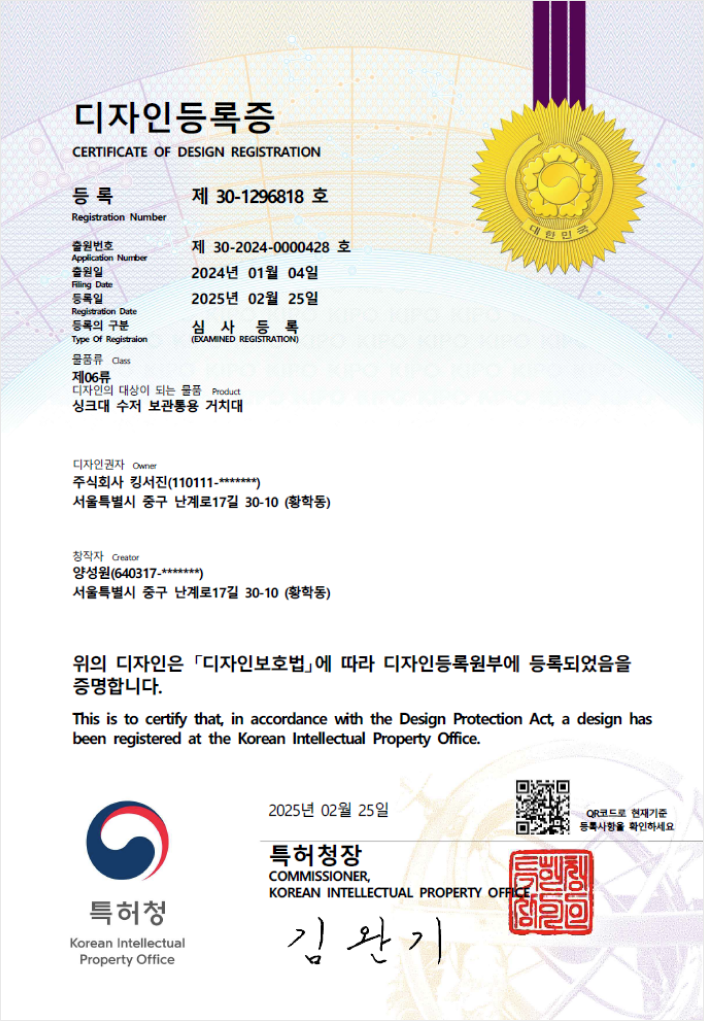 디자인등록증
CERTIFICATE OF DESIGN REGISTRATION
등 록 제 30-1296818 호
Registration Number
출원번호 제 30-2024-0000428 호
Application Number
출원일 2024년 01월 04일
Filing Date
등록일 2025년 02월 25일
Registration Date
등록의 구분 심 사 등 록
Type Of Registraion (EXAMINED REGISTRATION)
물품류 Class
제06류
디자인의 대상이 되는 물품 Product
싱크대 수저 보관통용 거치대
디자인권자 Owner
주식회사 킹서진(110111-*******)
서울특별시 중구 난계로17길 30-10 (황학동)
창작자 Creator
양성원(640317-*******)
서울특별시 중구 난계로17길 30-10 (황학동)
위의 디자인은 「디자인보호법」에 따라 디자인등록원부에 등록되었음을
증명합니다.
This is to certify that, in accordance with the Design Protection Act, a design has
been registered at the Korean Intellectual Property Office.
2025년 02월 25일
QR코드로 현재기준
등록사항을 확인하세요
특허청장
COMMISSIONER,
KOREAN INTELLECTUAL PROPERTY OFFICE
김완기
특허청
Korean Intellectual
Property Office
대한민국